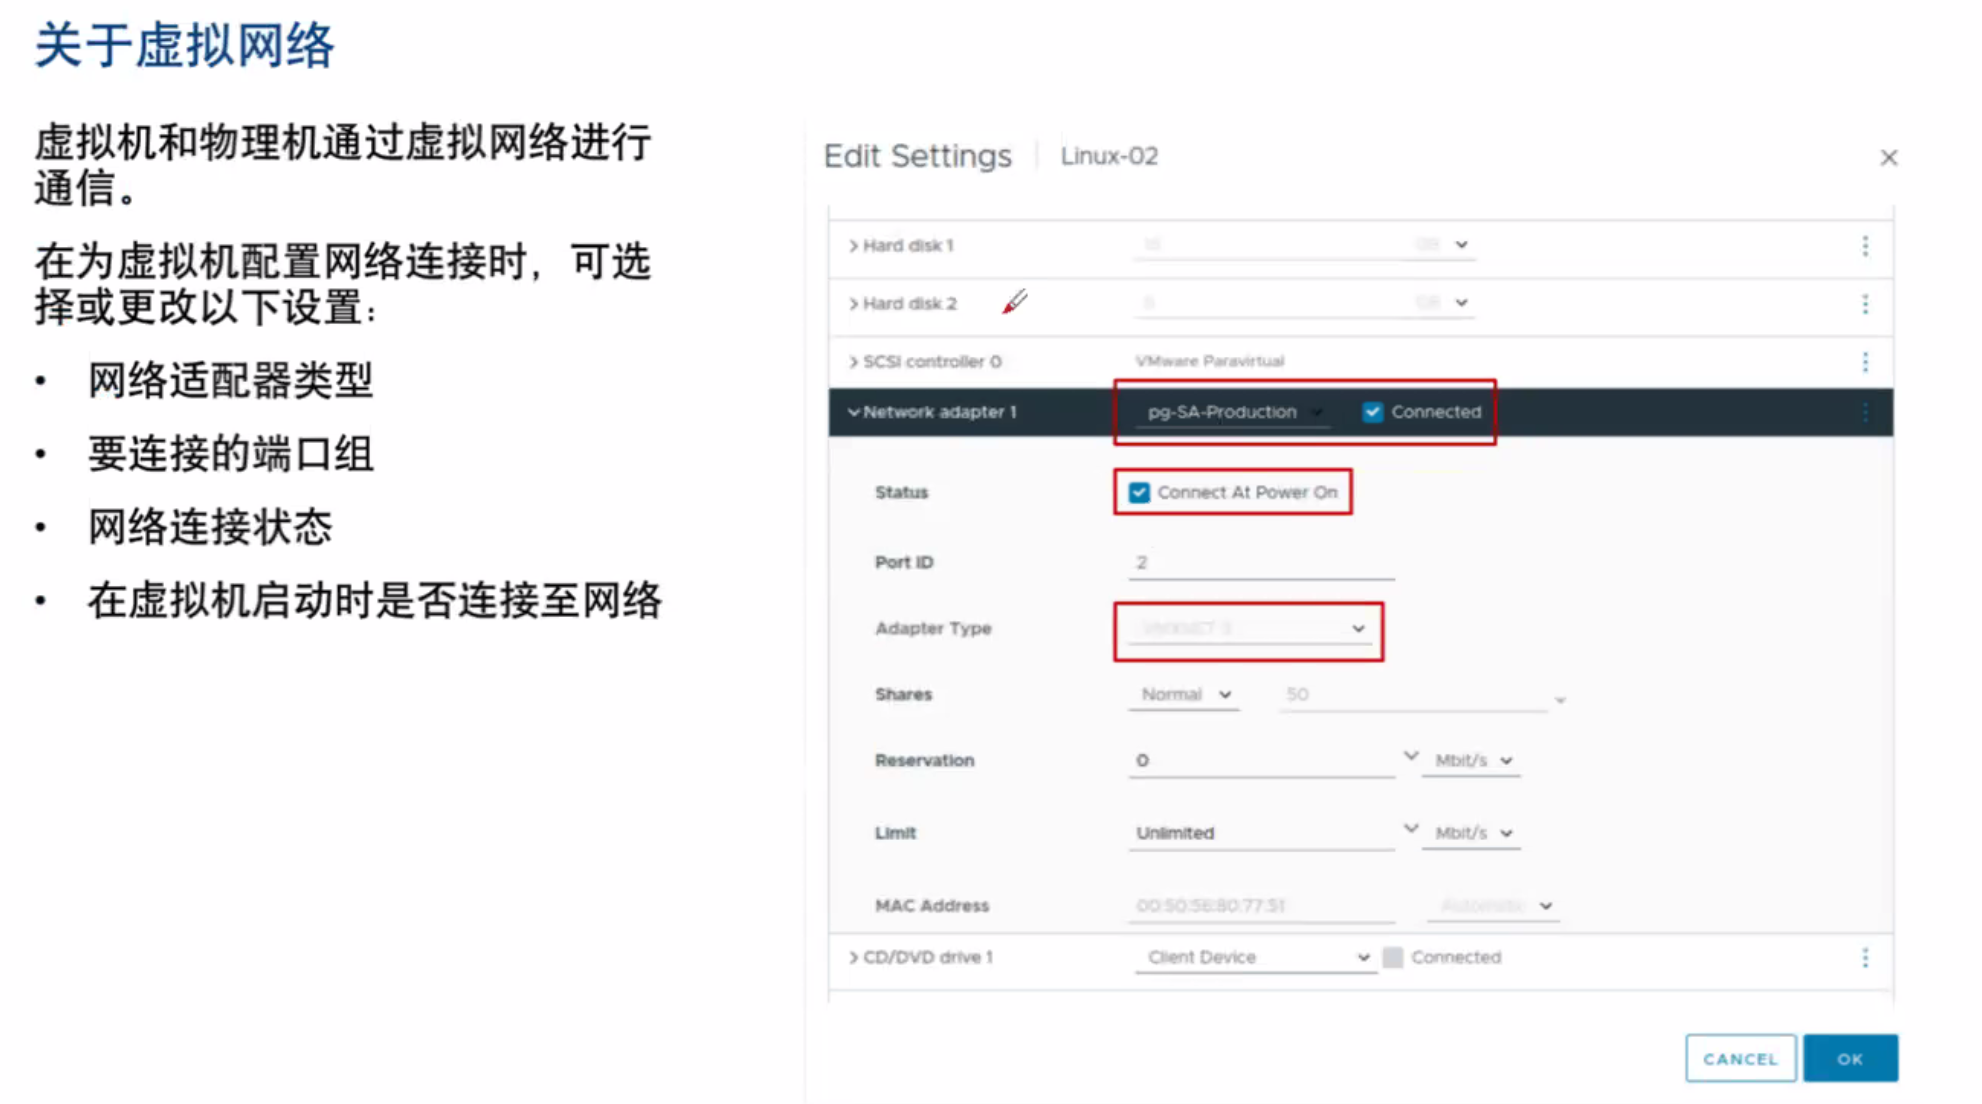 关于虚拟网络
虚拟机和物理机通过虚拟网络进行
通信。
在为虚拟机配置网络连接时，可选
择或更改以下设置：
• 网络适配器类型
• 要连接的端口组
• 网络连接状态
• 在虚拟机启动时是否连接至网络
Edit Settings | Linux-02
Hard disk 1
Hard disk 2
SCSI controller 0 VMware Paravirtual
Network adapter 1 pg-SA-Production Connected
Status Connect At Power On
Port ID 2
Adapter Type
Shares Normal 50
Reservation 0 Mbit/s
Limit Unlimited Mbit/s
MAC Address 00:50:56:80:77:51 Automatic
CD/DVD drive 1 Client Device Connected
CANCEL OK